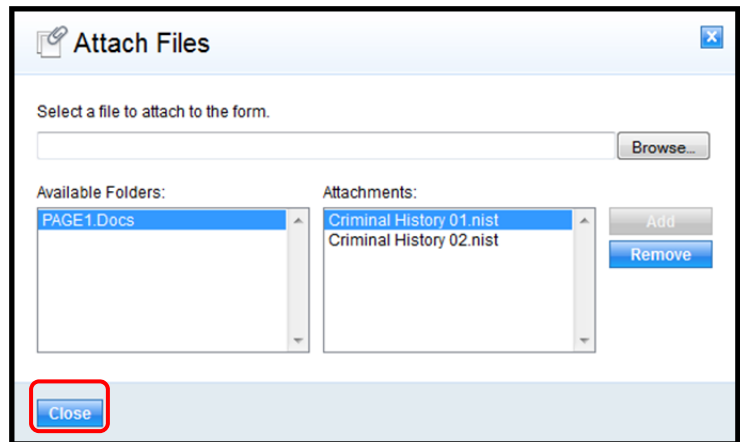 Attach Files
Select a file to attach to the form.
Browse...
Available Folders:
Attachments:
PAGE1.Docs
Criminal History 01.nist
Criminal History 02.nist
Add
Remove
Close